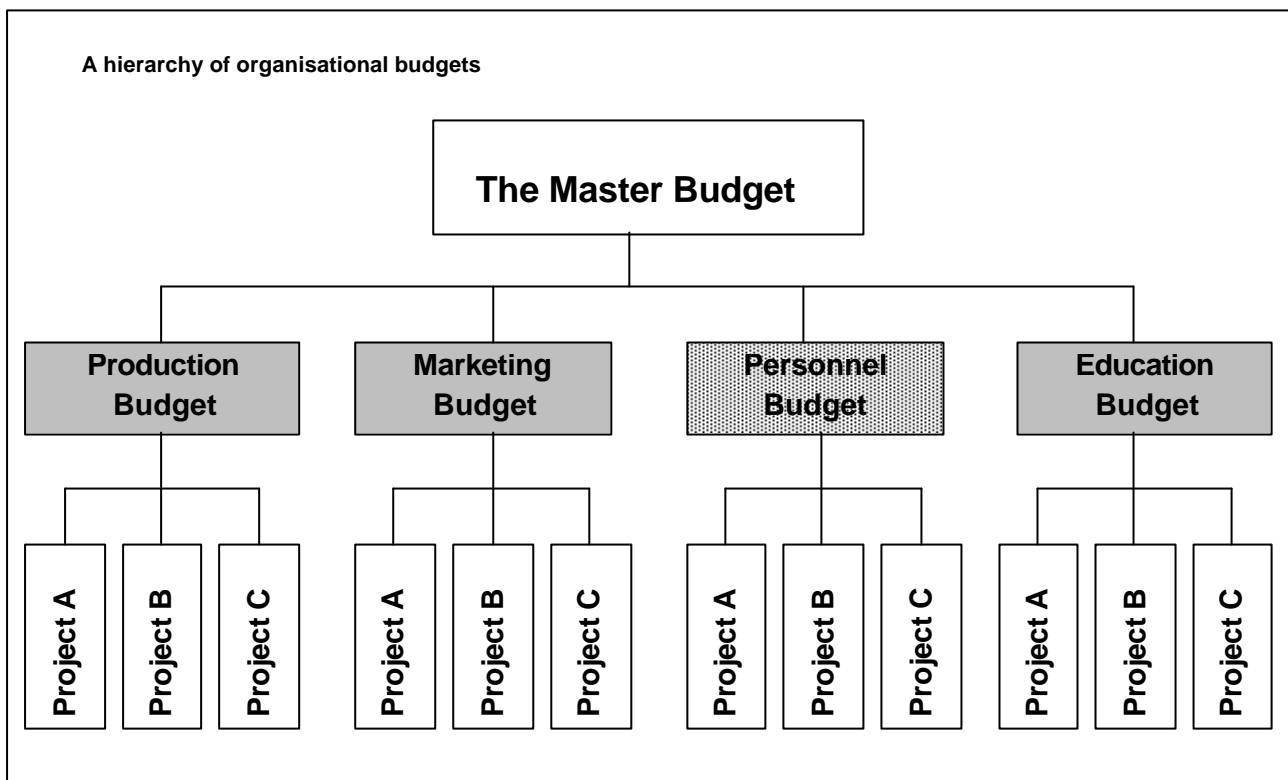 A hierarchy of organisational budgets
The Master Budget
Production
Budget
Marketing
Budget
Personnel
Budget
Education
Budget
Project A
Project B
Project C
Project A
Project B
Project C
Project A
Project B
Project C
Project A
Project B
Project C